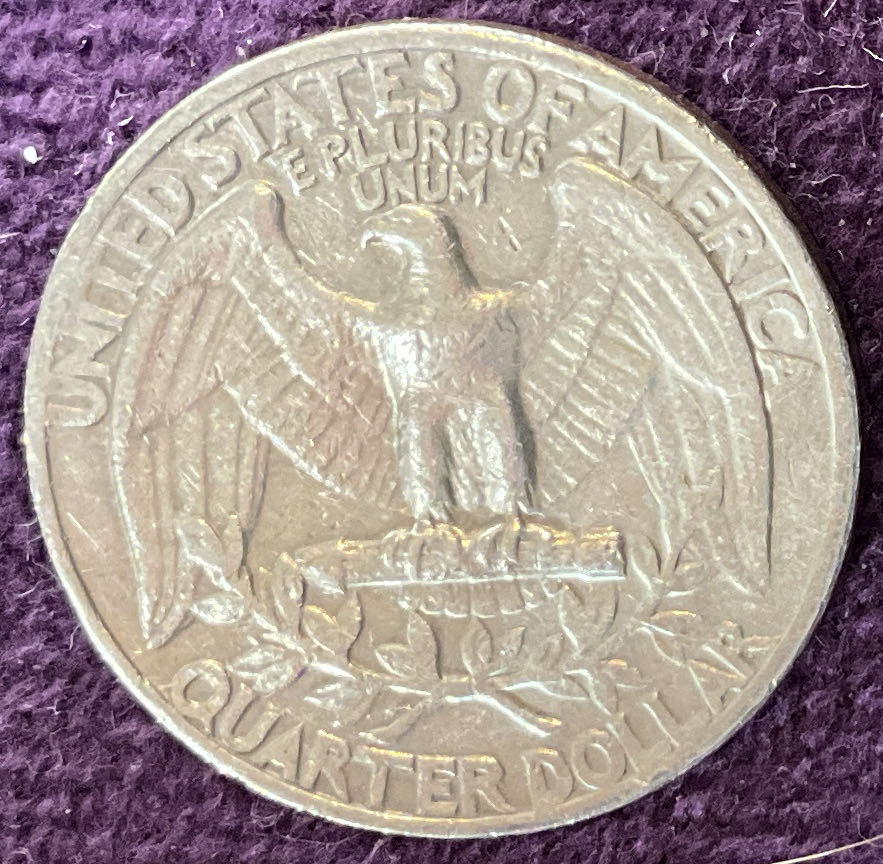 UNITED STATES OF AMERICA
E PLURIBUS
UNUM
QUARTER DOLLAR